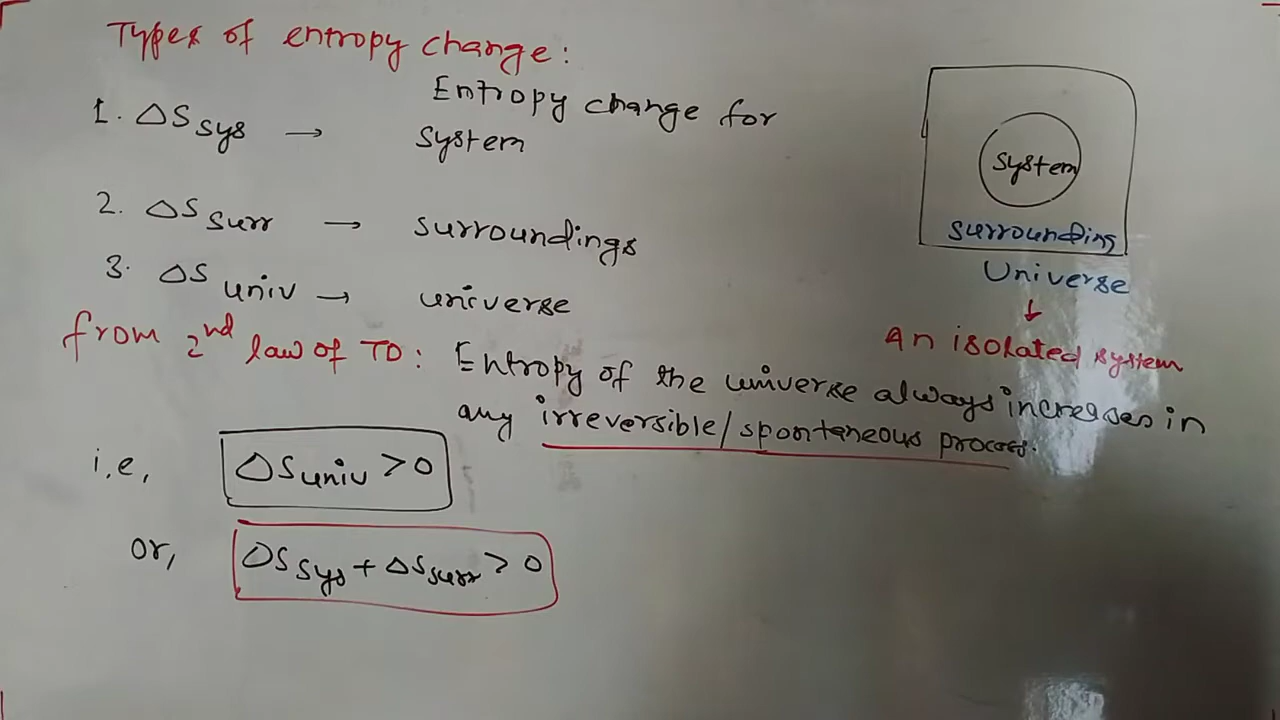 Types of entropy change:
1. ΔS sys → Entropy change for
system
2. ΔS surr → surroundings
3. ΔS univ → universe
from 2nd law of TD: Entropy of the universe always increases in
any irreversible/spontaneous process.
i.e, ΔS univ > 0
or, ΔS sys + ΔS surr > 0
system
surrounding
Universe
↓
An isolated system